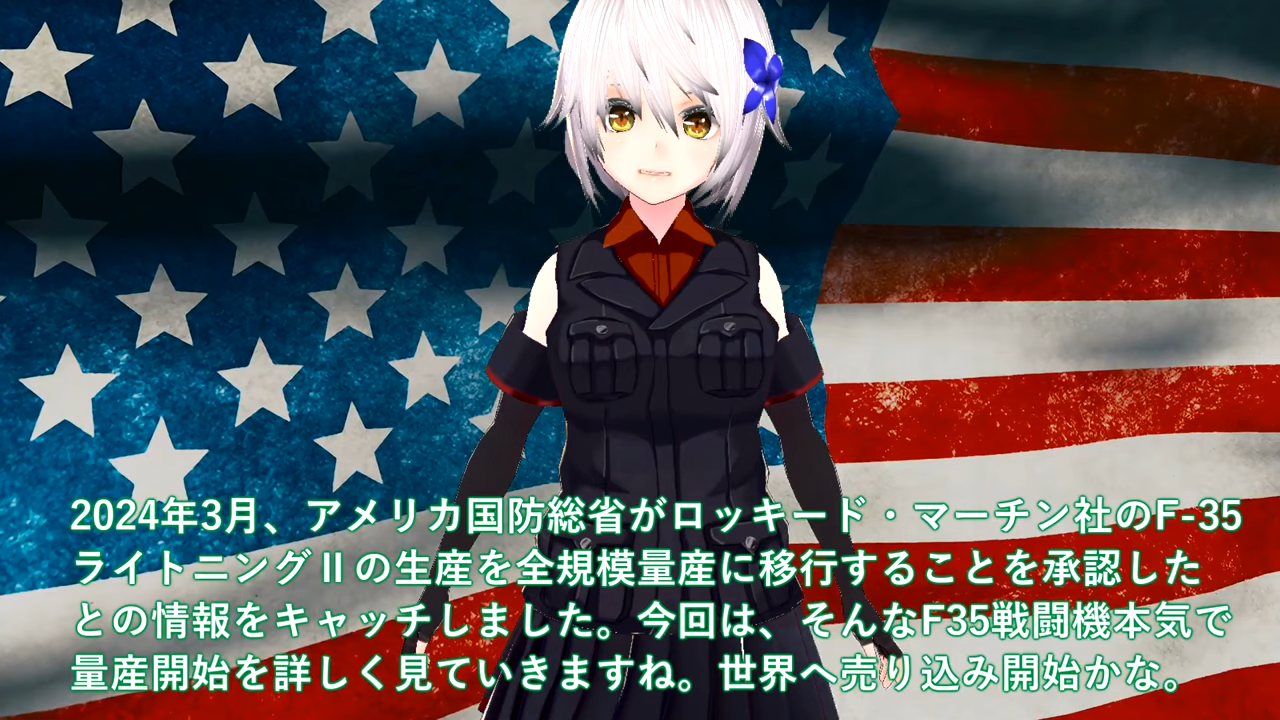 2024年3月、アメリカ国防総省がロッキード・マーチン社のF-35
ライトニングⅡの生産を全規模量産に移行することを承認した
との情報をキャッチしました。今回は、そんなF35戦闘機本気で
量産開始を詳しく見ていきますね。世界へ売り込み開始かな。